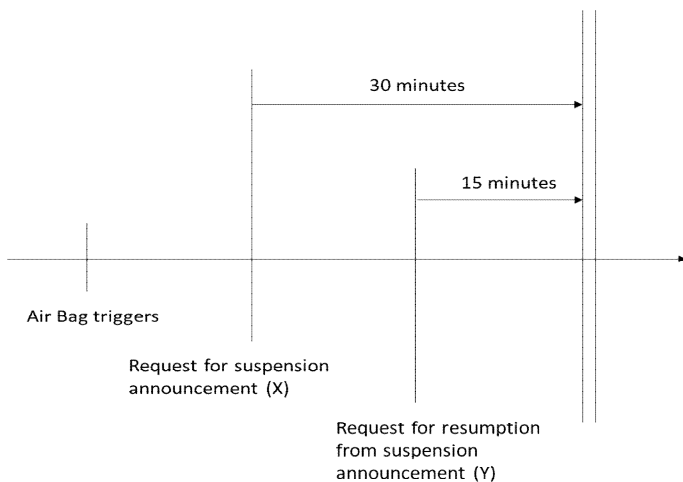 30 minutes
15 minutes
Air Bag triggers
Request for suspension
announcement (X)
Request for resumption
from suspension
announcement (Y)